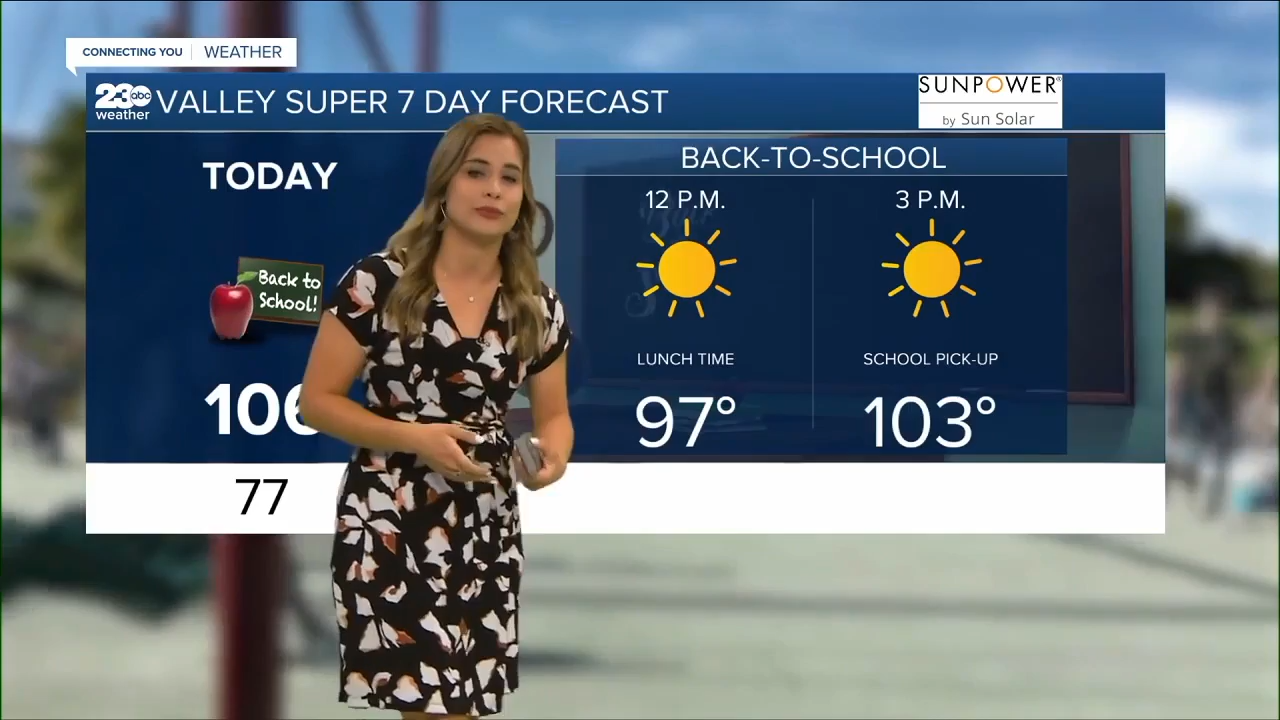 CONNECTING YOU WEATHER
23 abc
weather
VALLEY SUPER 7 DAY FORECAST
SUNPOWER®
by Sun Solar
TODAY
Back to
School!
106
77
BACK-TO-SCHOOL
12 P.M.
3 P.M.
LUNCH TIME
SCHOOL PICK-UP
97°
103°